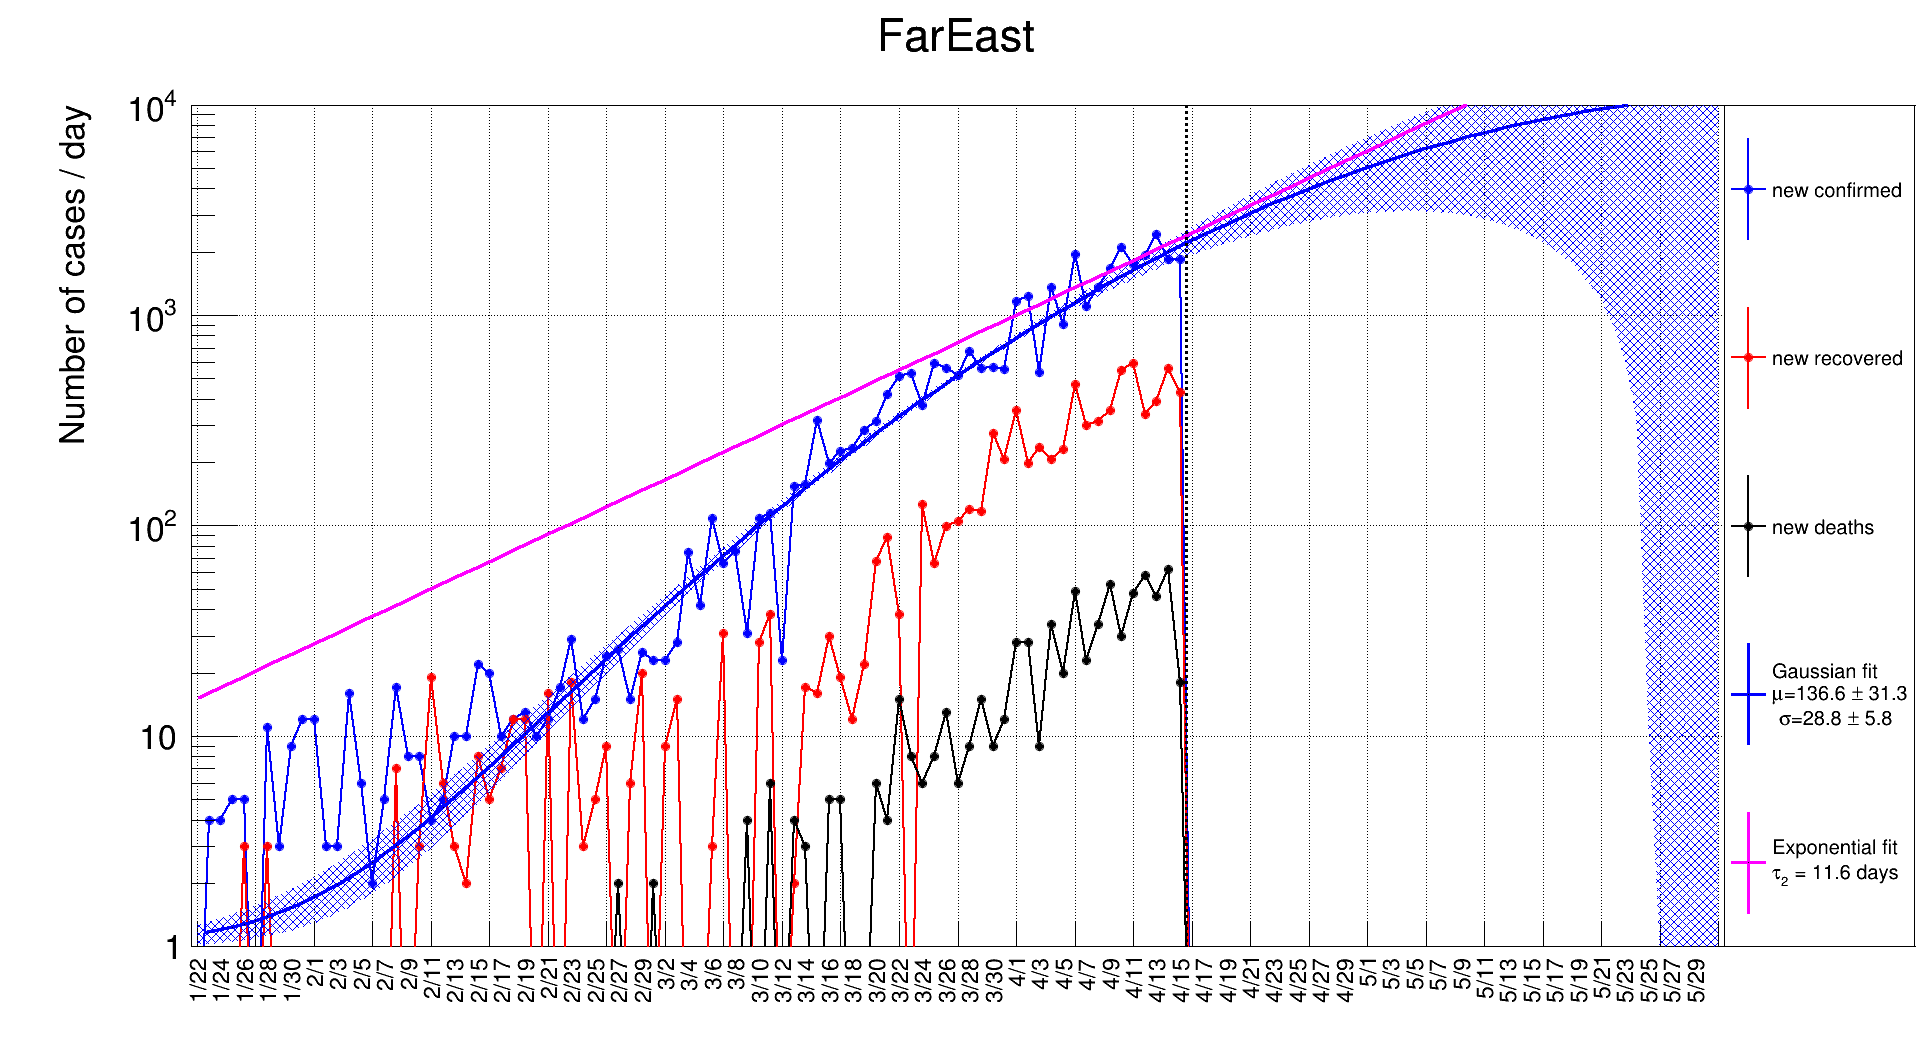 FarEast
Number of cases / day
10^4
10^3
10^2
10
1
1/22 1/24 1/26 1/28 1/30 2/1 2/3 2/5 2/7 2/9 2/11 2/13 2/15 2/17 2/19 2/21 2/23 2/25 2/27 2/29 3/2 3/4 3/6 3/8 3/10 3/12 3/14 3/16 3/18 3/20 3/22 3/24 3/26 3/28 3/30 4/1 4/3 4/5 4/7 4/9 4/11 4/13 4/15 4/17 4/19 4/21 4/23 4/25 4/27 4/29 5/1 5/3 5/5 5/7 5/9 5/11 5/13 5/15 5/17 5/19 5/21 5/23 5/25 5/27 5/29
new confirmed
new recovered
new deaths
Gaussian fit
μ=136.6 ± 31.3
σ=28.8 ± 5.8
Exponential fit
τ₂ = 11.6 days